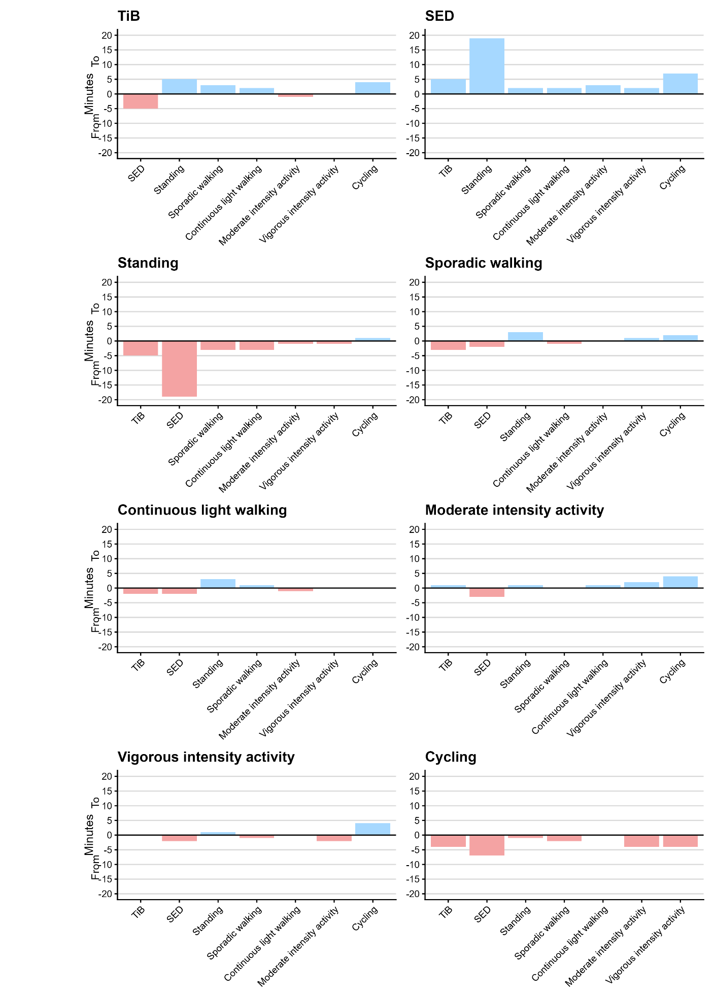 TiB
20
15
10
5
0
-5
-10
-15
-20
From Minutes To
SED
Standing
Sporadic walking
Continuous light walking
Moderate intensity activity
Vigorous intensity activity
Cycling
SED
20
15
10
5
0
-5
-10
-15
-20
TiB
Standing
Sporadic walking
Continuous light walking
Moderate intensity activity
Vigorous intensity activity
Cycling
Standing
20
15
10
5
0
-5
-10
-15
-20
From Minutes To
TiB
SED
Sporadic walking
Continuous light walking
Moderate intensity activity
Vigorous intensity activity
Cycling
Sporadic walking
20
15
10
5
0
-5
-10
-15
-20
TiB
SED
Standing
Continuous light walking
Moderate intensity activity
Vigorous intensity activity
Cycling
Continuous light walking
20
15
10
5
0
-5
-10
-15
-20
From Minutes To
TiB
SED
Standing
Sporadic walking
Moderate intensity activity
Vigorous intensity activity
Cycling
Moderate intensity activity
20
15
10
5
0
-5
-10
-15
-20
TiB
SED
Standing
Sporadic walking
Continuous light walking
Vigorous intensity activity
Cycling
Vigorous intensity activity
20
15
10
5
0
-5
-10
-15
-20
From Minutes To
TiB
SED
Standing
Sporadic walking
Continuous light walking
Moderate intensity activity
Cycling
Cycling
20
15
10
5
0
-5
-10
-15
-20
TiB
SED
Standing
Sporadic walking
Continuous light walking
Moderate intensity activity
Vigorous intensity activity